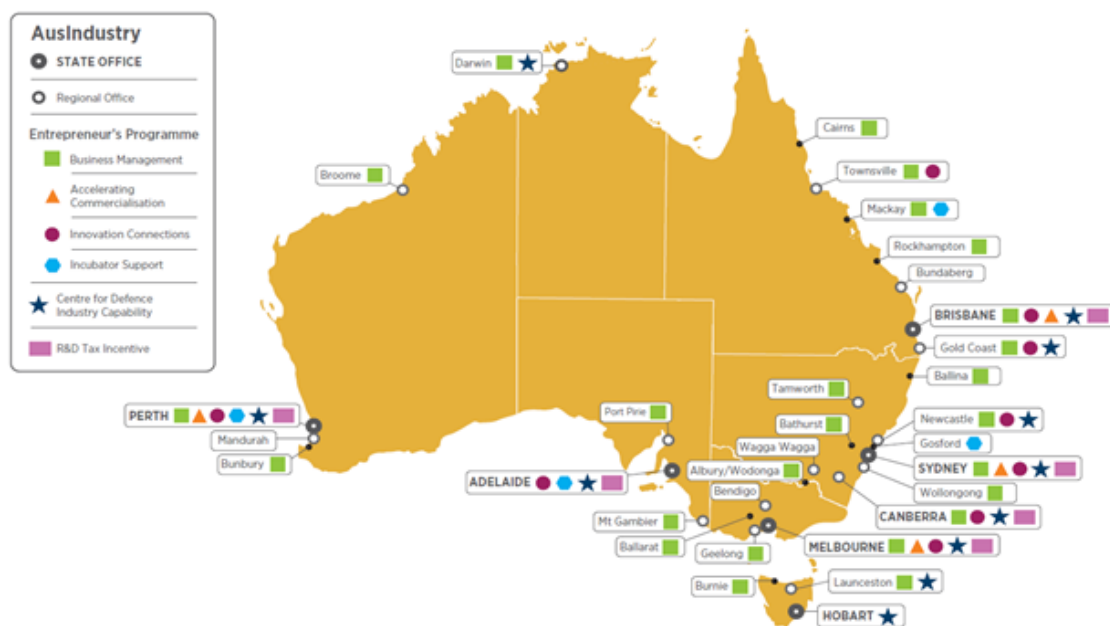 AusIndustry
STATE OFFICE
Regional Office
Entrepreneur's Programme
Business Management
Accelerating
Commercialisation
Innovation Connections
Incubator Support
Centre for Defence
Industry Capability
R&D Tax Incentive
Darwin
Cairns
Broome
Townsville
Mackay
Rockhampton
Bundaberg
BRISBANE
Gold Coast
Ballina
Tamworth
PERTH
Port Pirie
Bathurst
Newcastle
Mandurah
Wagga Wagga
Gosford
Bunbury
Albury/Wodonga
SYDNEY
ADELAIDE
Bendigo
Wollongong
Mt Gambier
CANBERRA
Ballarat
Geelong
MELBOURNE
Burnie
Launceston
HOBART